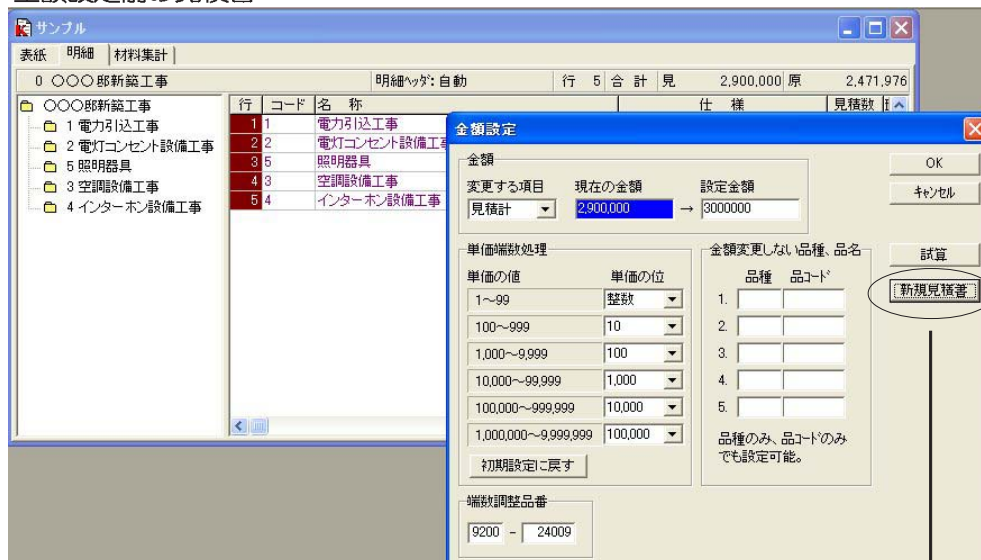 サンプル
表紙 明細 材料集計
0 〇〇〇邸新築工事 明細ヘッダ:自動 行 5 合 計 見 2,900,000 原 2,471,976
〇〇〇邸新築工事
1 電力引込工事
2 電灯コンセント設備工事
5 照明器具
3 空調設備工事
4 インターホン設備工事
行 コード 名 称 仕 様 見積数
1 1 電力引込工事
2 2 電灯コンセント設備工事
3 5 照明器具
4 3 空調設備工事
5 4 インターホン設備工事
金額設定
金額
変更する項目 現在の金額 設定金額
見積計 2,900,000 → 3000000
OK
キャンセル
試算
新規見積書
単価端数処理
単価の値 単価の位
1~99 整数
100~999 10
1,000~9,999 100
10,000~99,999 1,000
100,000~999,999 10,000
1,000,000~9,999,999 100,000
初期設定に戻す
金額変更しない品種、品名
品種 品コード
1.
2.
3.
4.
5.
品種のみ、品コードのみ
でも設定可能。
端数調整品番
9200 - 24009